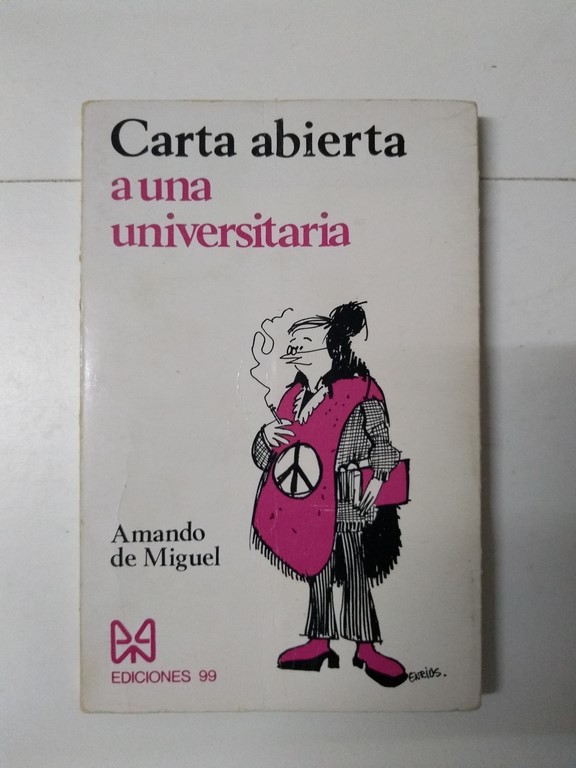 Carta abierta
a una
universitaria
Amando
de Miguel
EDICIONES 99